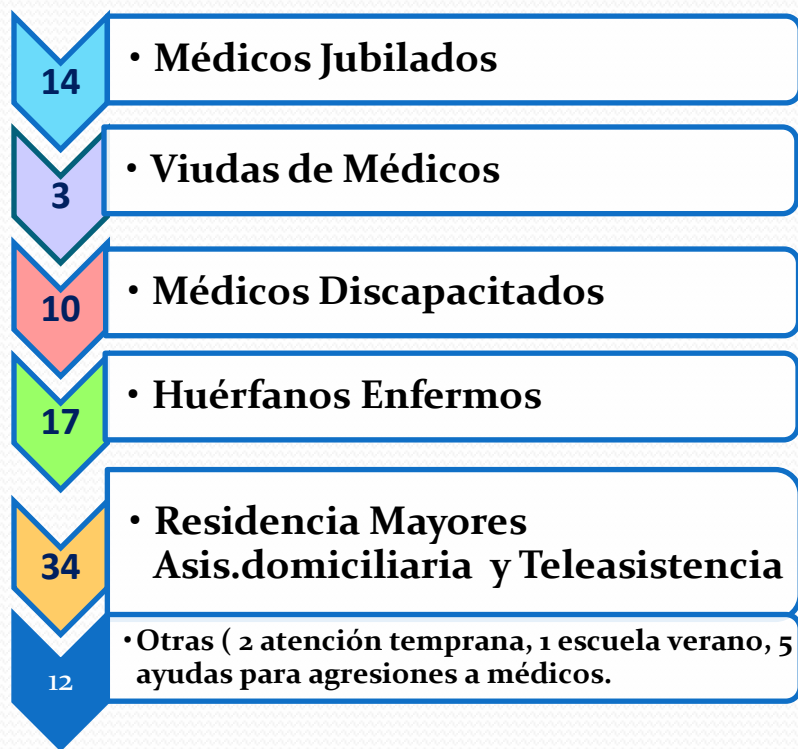 14
• Médicos Jubilados
3
• Viudas de Médicos
10
• Médicos Discapacitados
17
• Huérfanos Enfermos
34
• Residencia Mayores
Asis.domiciliaria y Teleasistencia
12
• Otras ( 2 atención temprana, 1 escuela verano, 5
ayudas para agresiones a médicos.